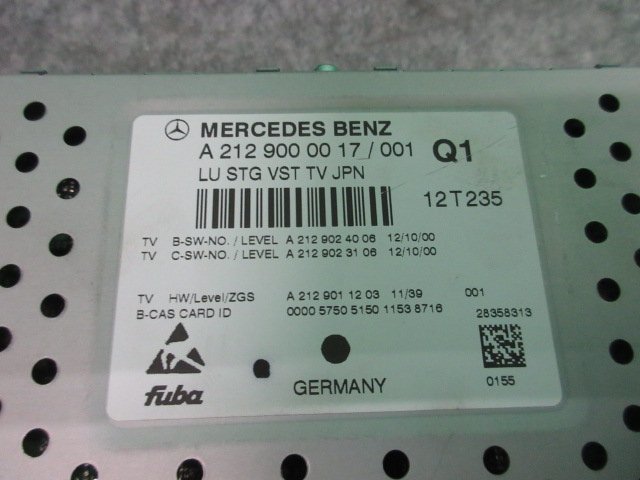 MERCEDES BENZ
A 212 900 00 17 / 001 Q1
LU STG VST TV JPN
12T235
TV B-SW-NO. / LEVEL A 212 902 40 06 12/10/00
TV C-SW-NO. / LEVEL A 212 902 31 06 12/10/00
TV HW/Level/ZGS A 212 901 12 03 11/39 001
B-CAS CARD ID 0000 5750 5150 1153 8716 28358313
fuba GERMANY 0155